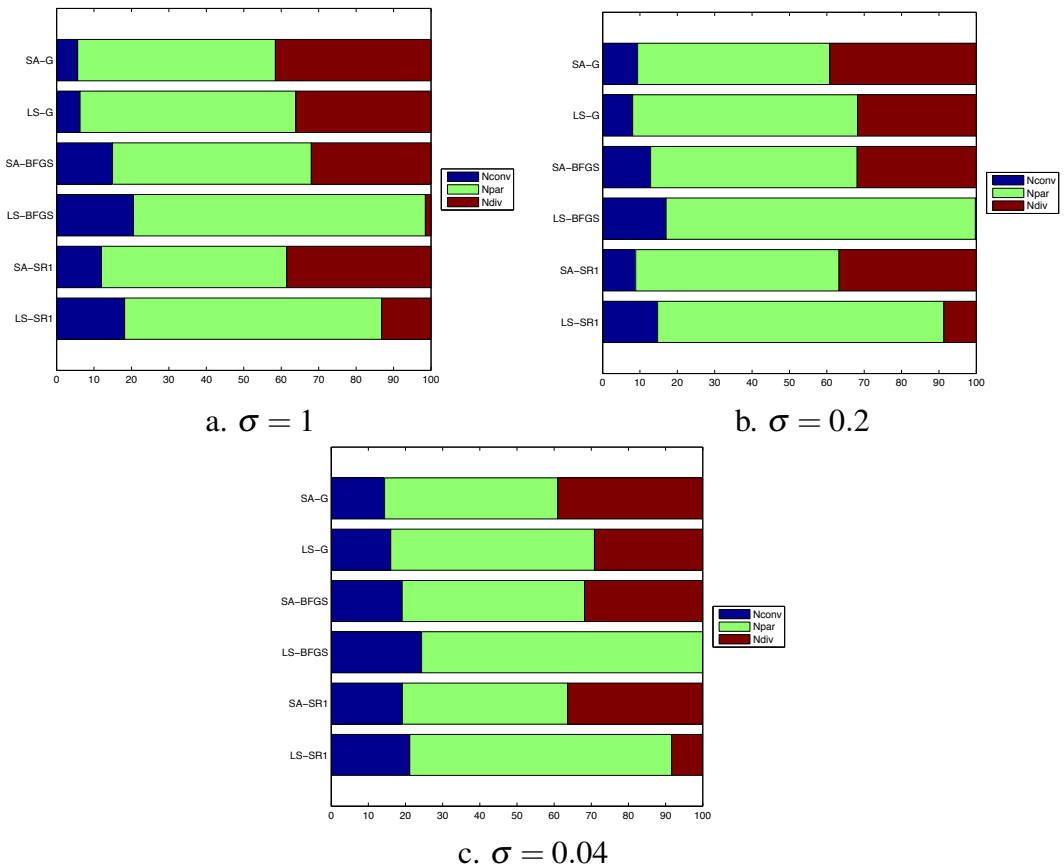 SA-G
LS-G
SA-BFGS
LS-BFGS
SA-SR1
LS-SR1
0 10 20 30 40 50 60 70 80 90 100
Nconv
Npar
Ndiv
a. σ = 1
SA-G
LS-G
SA-BFGS
LS-BFGS
SA-SR1
LS-SR1
0 10 20 30 40 50 60 70 80 90 100
Nconv
Npar
Ndiv
b. σ = 0.2
SA-G
LS-G
SA-BFGS
LS-BFGS
SA-SR1
LS-SR1
0 10 20 30 40 50 60 70 80 90 100
Nconv
Npar
Ndiv
c. σ = 0.04